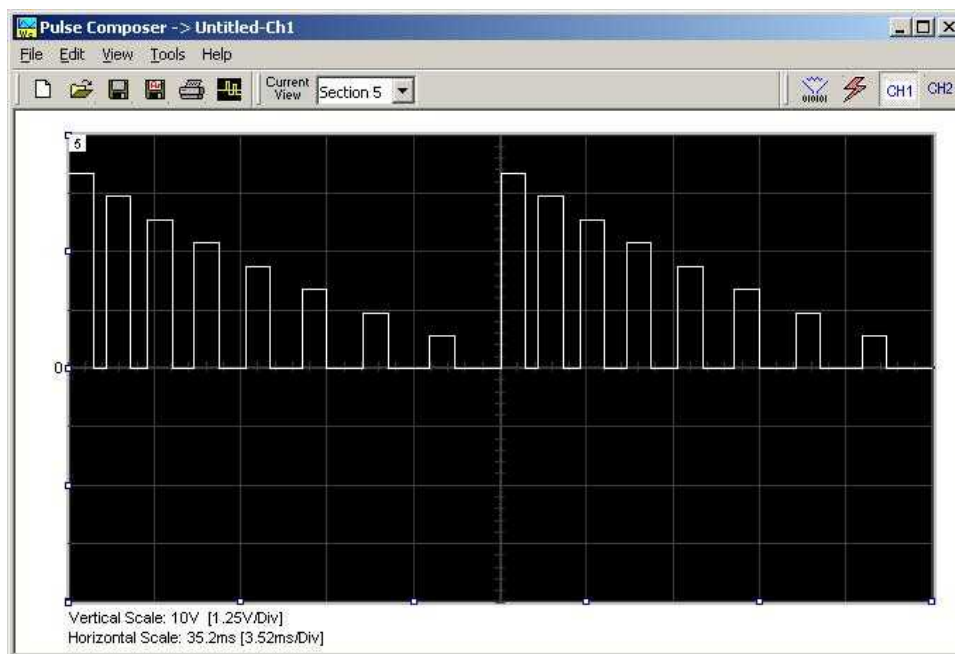 Pulse Composer -> Untitled-Ch1
File Edit View Tools Help
Current View Section 5 010101 CH1 CH2
5
0
Vertical Scale: 10V [1.25V/Div]
Horizontal Scale: 35.2ms [3.52ms/Div]